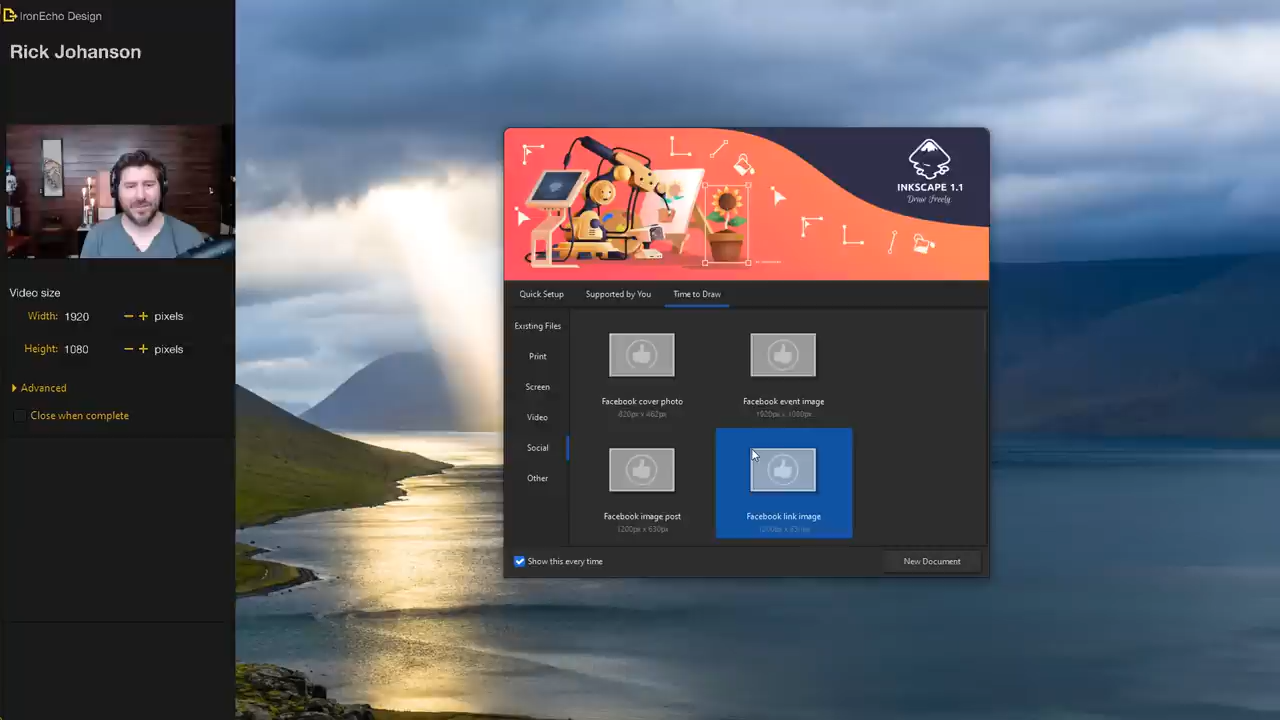 IronEcho Design
Rick Johanson
Video size
Width: 1920 pixels
Height: 1080 pixels
Advanced
Close when complete
INKSCAPE 1.1
Draw Freely
Quick Setup
Supported by You
Time to Draw
Existing Files
Print
Screen
Video
Social
Other
Facebook cover photo
820px x 462px
Facebook event image
1920px x 1080px
Facebook image post
1200px x 630px
Facebook link image
Show this every time
New Document